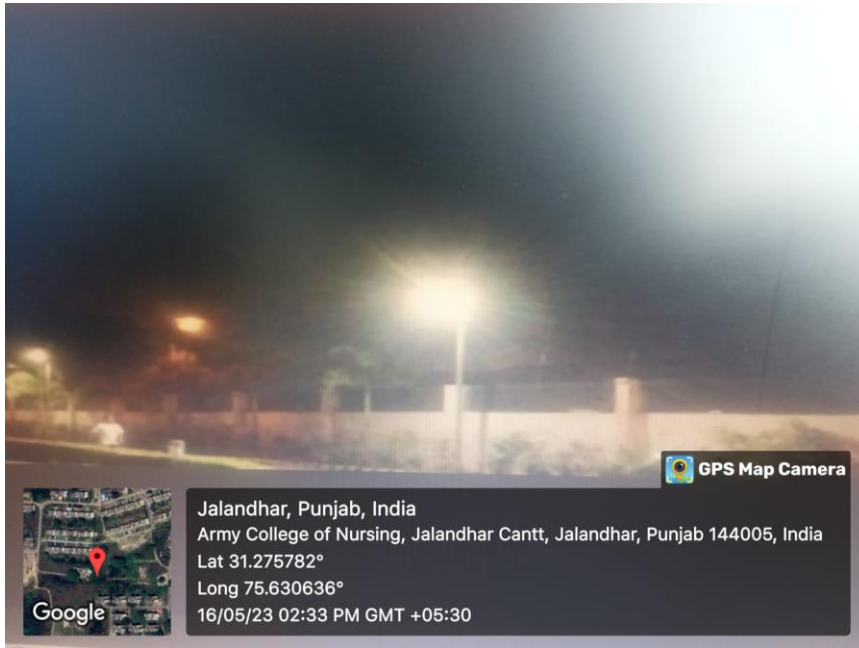 GPS Map Camera
Jalandhar, Punjab, India
Army College of Nursing, Jalandhar Cantt, Jalandhar, Punjab 144005, India
Lat 31.275782°
Long 75.630636°
16/05/23 02:33 PM GMT +05:30
Google